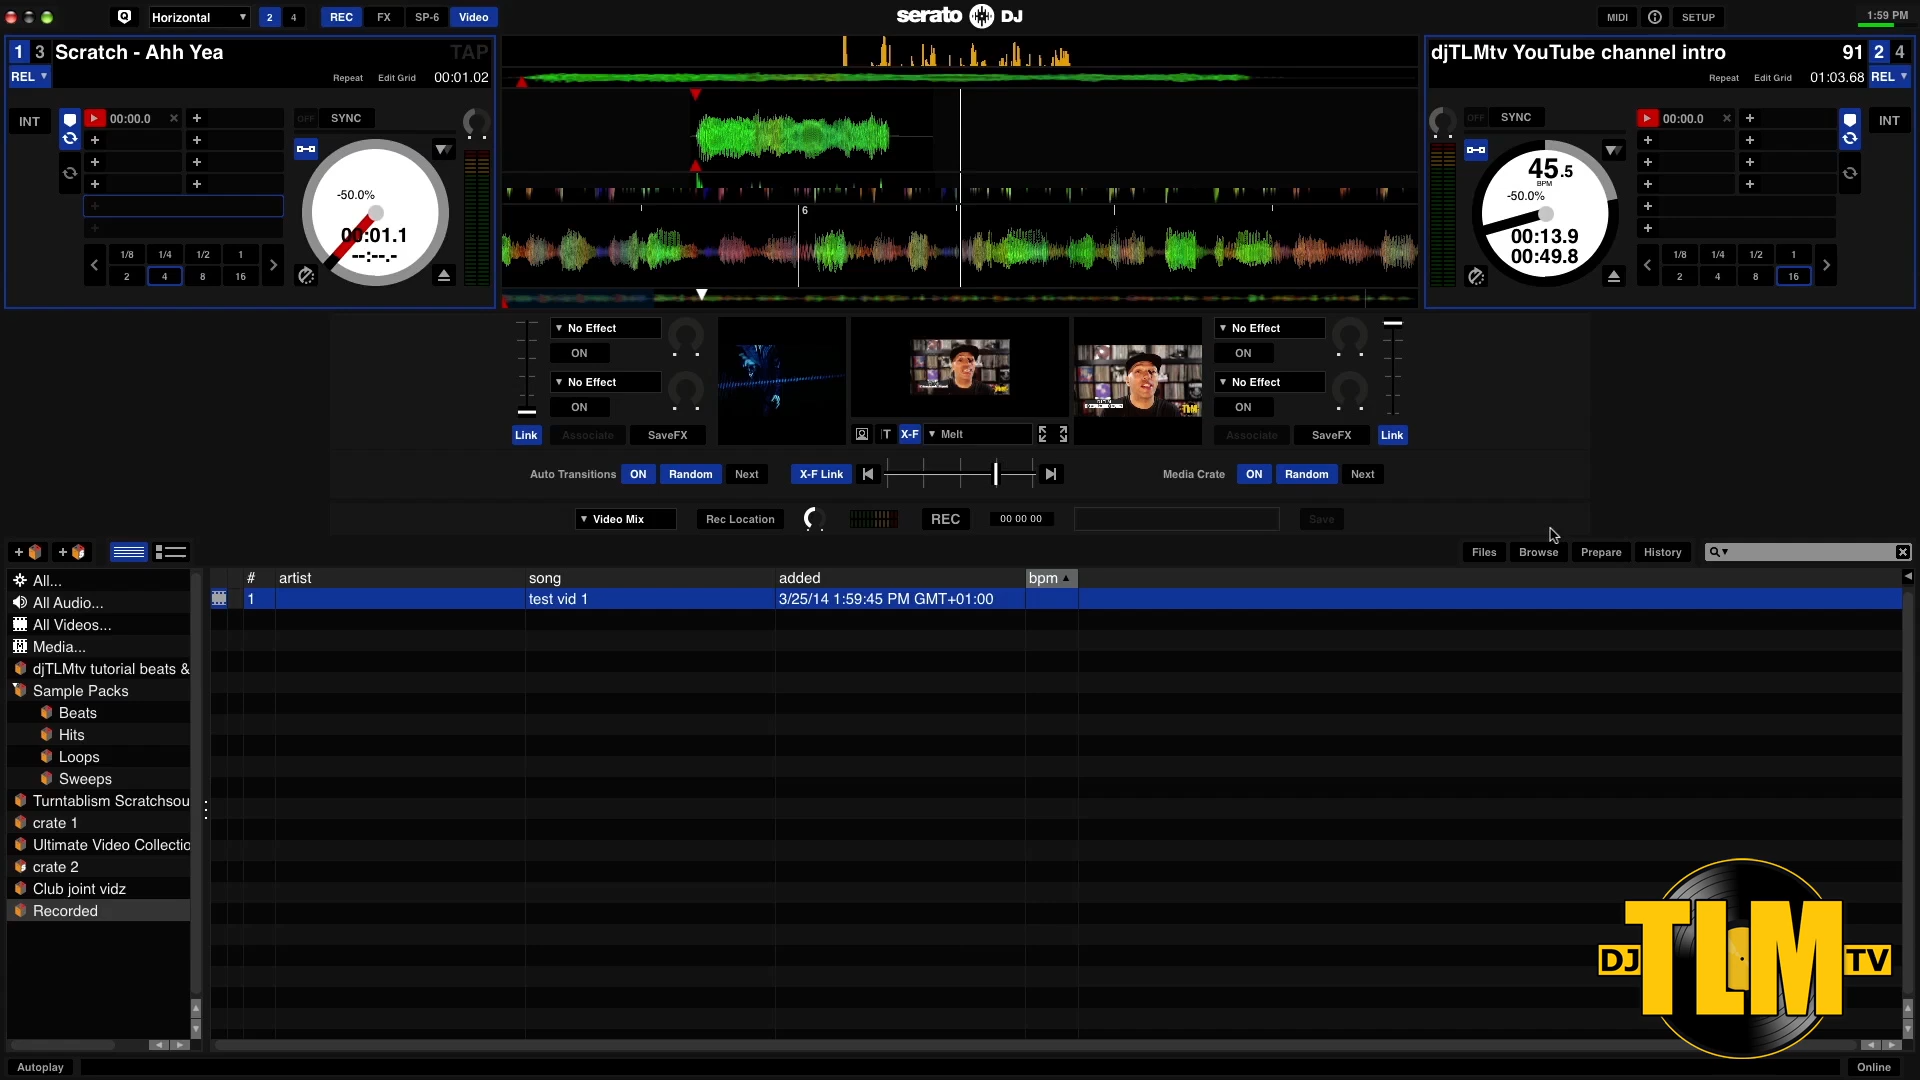 Horizontal 2 4 REC FX SP-6 Video serato DJ MIDI SETUP 1:59 PM
1 3 Scratch - Ahh Yea TAP
REL Repeat Edit Grid 00:01.02
INT 00:00.0 OFF SYNC
-50.0%
00:01.1
--:--.-
1/8 1/4 1/2 1
2 4 8 16
6
djTLMtv YouTube channel intro 91 2 4
Repeat Edit Grid 01:03.68 REL
OFF SYNC 00:00.0 INT
45.5
BPM
-50.0%
00:13.9
00:49.8
1/8 1/4 1/2 1
2 4 8 16
No Effect
ON
No Effect
ON
Link Associate SaveFX
T X-F Melt
No Effect
ON
No Effect
ON
Associate SaveFX Link
Auto Transitions ON Random Next X-F Link Media Crate ON Random Next
Video Mix Rec Location REC 00 00 00 Save
Files Browse Prepare History
# artist song added bpm
1 test vid 1 3/25/14 1:59:45 PM GMT+01:00
All...
All Audio...
All Videos...
Media...
djTLMtv tutorial beats &
Sample Packs
Beats
Hits
Loops
Sweeps
Turntablism Scratchsou
crate 1
Ultimate Video Collectio
crate 2
Club joint vidz
Recorded
DJ TLM TV
Autoplay Online